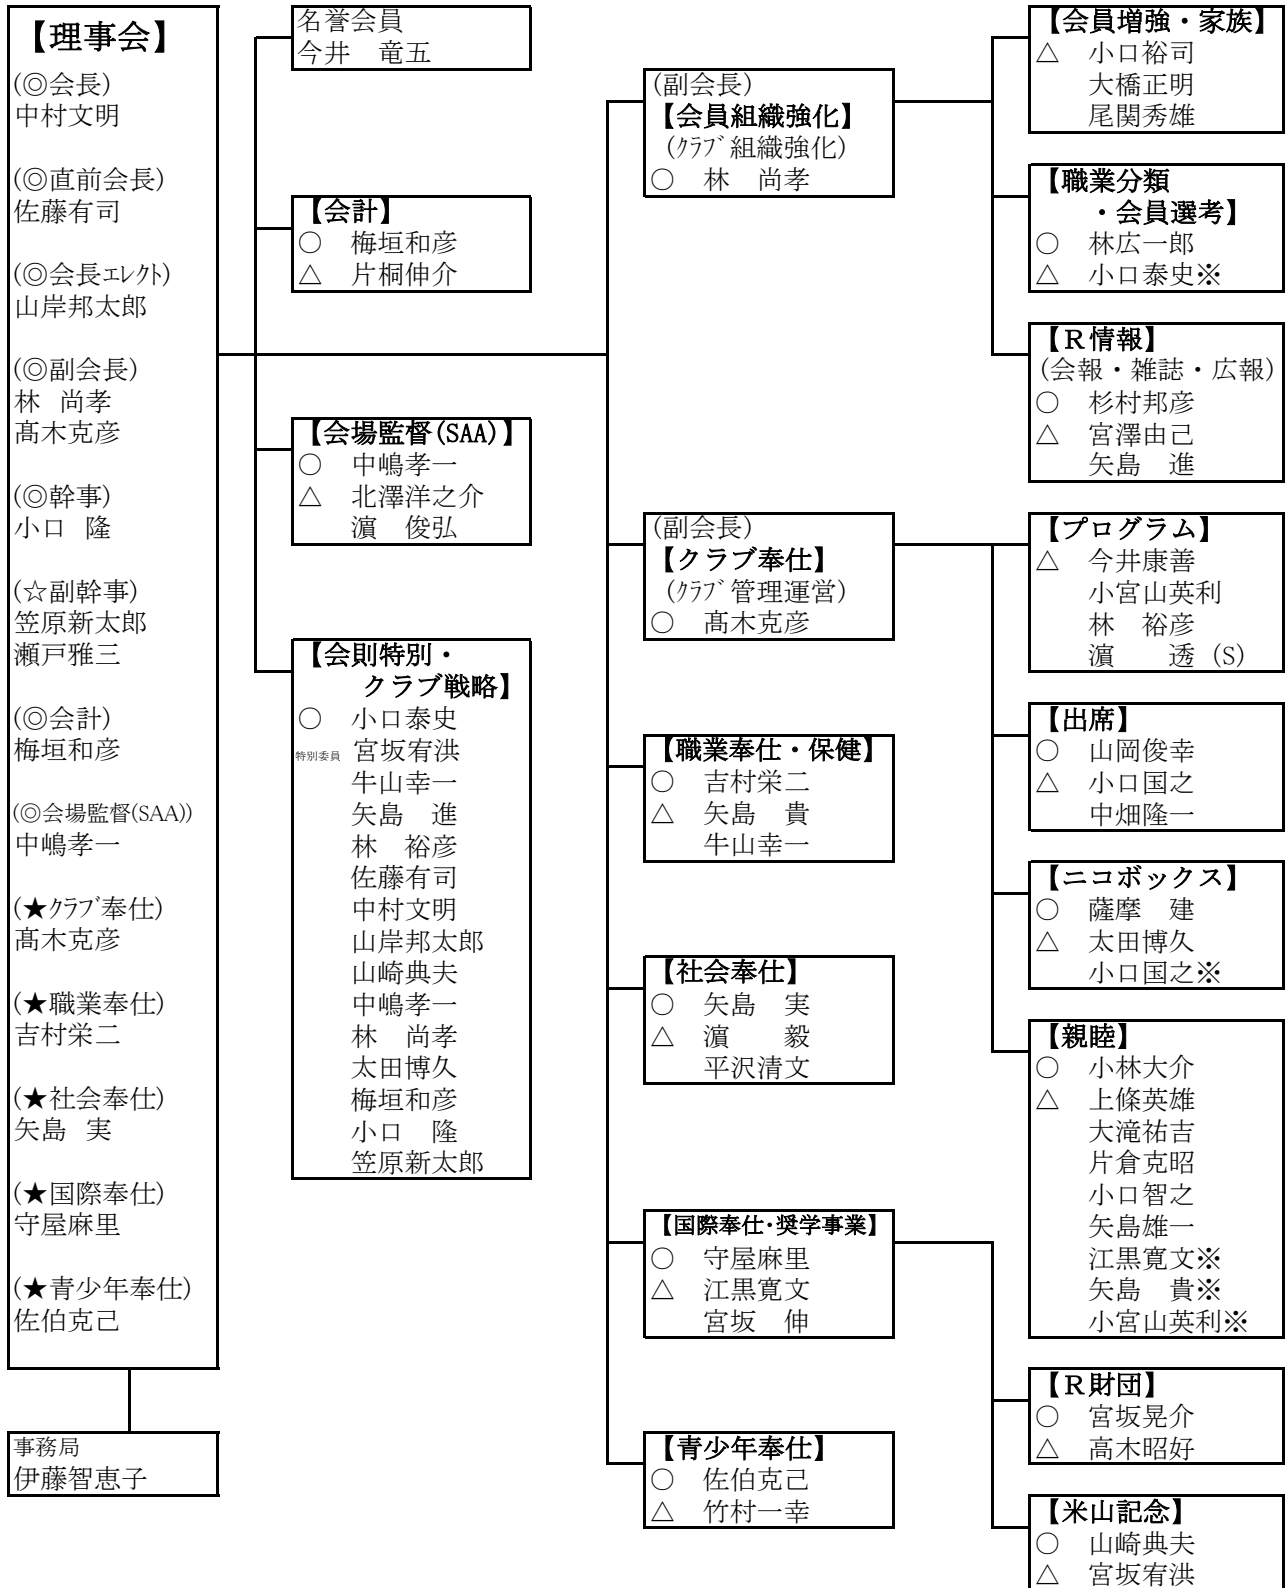 【理事会】
(◎会長)
中村文明
(◎直前会長)
佐藤有司
(◎会長ｴﾚｸﾄ)
山岸邦太郎
(◎副会長)
林　尚孝
髙木克彦
(◎幹事)
小口　隆
(☆副幹事)
笠原新太郎
瀬戸雅三
(◎会計)
梅垣和彦
(◎会場監督(SAA))
中嶋孝一
(★ｸﾗﾌﾞ奉仕)
髙木克彦
(★職業奉仕)
吉村栄二
(★社会奉仕)
矢島　実
(★国際奉仕)
守屋麻里
(★青少年奉仕)
佐伯克己
事務局
伊藤智恵子
名誉会員
今井　竜五
【会計】
○　梅垣和彦
△　片桐伸介
【会場監督(SAA)】
○　中嶋孝一
△　北澤洋之介
濵　俊弘
【会則特別・
クラブ戦略】
○　小口泰史
特別委員　宮坂宥洪
牛山幸一
矢島　進
林　裕彦
佐藤有司
中村文明
山岸邦太郎
山崎典夫
中嶋孝一
林　尚孝
太田博久
梅垣和彦
小口　隆
笠原新太郎
(副会長)
【会員組織強化】
(ｸﾗﾌﾞ組織強化)
○　林　尚孝
(副会長)
【クラブ奉仕】
(ｸﾗﾌﾞ管理運営)
○　髙木克彦
【職業奉仕・保健】
○　吉村栄二
△　矢島　貴
牛山幸一
【社会奉仕】
○　矢島　実
△　濵　　毅
平沢清文
【国際奉仕・奨学事業】
○　守屋麻里
△　江黒寛文
宮坂　伸
【青少年奉仕】
○　佐伯克己
△　竹村一幸
【会員増強・家族】
△　小口裕司
大橋正明
尾関秀雄
【職業分類
・会員選考】
○　林広一郎
△　小口泰史※
【Ｒ情報】
(会報・雑誌・広報)
○　杉村邦彦
△　宮澤由己
矢島　進
【プログラム】
△　今井康善
小宮山英利
林　裕彦
濵　　透 (S)
【出席】
○　山岡俊幸
△　小口国之
中畑隆一
【ニコボックス】
○　薩摩　建
△　太田博久
小口国之※
【親睦】
○　小林大介
△　上條英雄
大滝祐吉
片倉克昭
小口智之
矢島雄一
江黒寛文※
矢島　貴※
小宮山英利※
【Ｒ財団】
○　宮坂晃介
△　高木昭好
【米山記念】
○　山崎典夫
△　宮坂宥洪